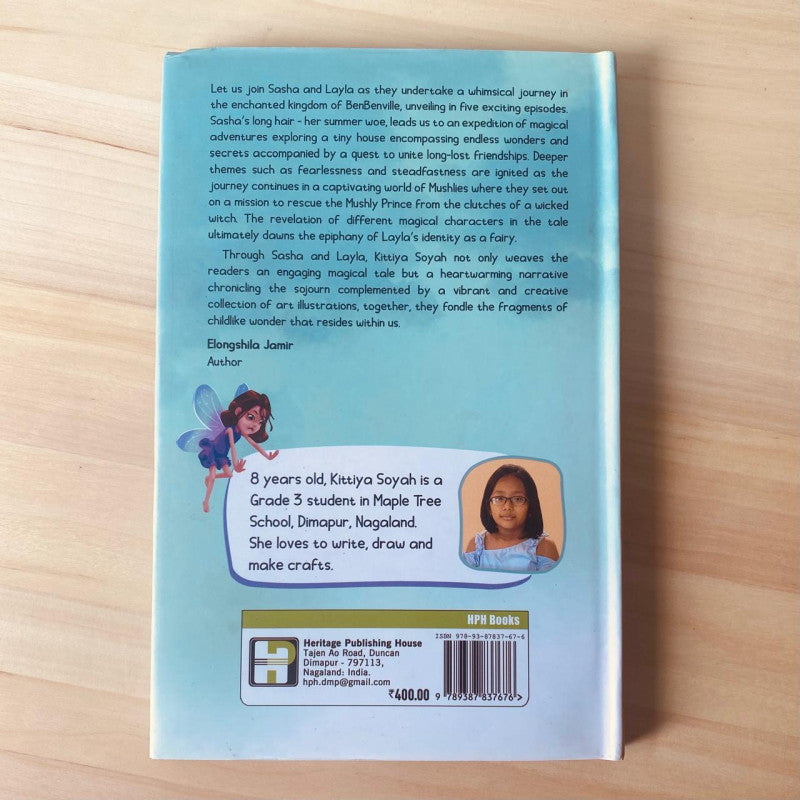 Let us join Sasha and Layla as they undertake a whimsical journey in
the enchanted kingdom of BenBenville, unveiling in five exciting episodes.
Sasha's long hair - her summer woe, leads us to an expedition of magical
adventures exploring a tiny house encompassing endless wonders and
secrets accompanied by a quest to unite long-lost friendships. Deeper
themes such as fearlessness and steadfastness are ignited as the
journey continues in a captivating world of Mushlies where they set out
on a mission to rescue the Mushly Prince from the clutches of a wicked
witch. The revelation of different magical characters in the tale
ultimately dawns the epiphany of Layla's identity as a fairy.
Through Sasha and Layla, Kittiya Soyah not only weaves the
readers an engaging magical tale but a heartwarming narrative
chronicling the sojourn complemented by a vibrant and creative
collection of art illustrations, together, they fondle the fragments of
childlike wonder that resides within us.
Elongshila Jamir
Author
8 years old, Kittiya Soyah is a
Grade 3 student in Maple Tree
School, Dimapur, Nagaland.
She loves to write, draw and
make crafts.
HPH Books
ISBN 978-93-87837-67-6
Heritage Publishing House
Tajen Ao Road, Duncan
Dimapur - 797113,
Nagaland: India.
hph.dmp@gmail.com
₹400.00
9 789387 837676 >